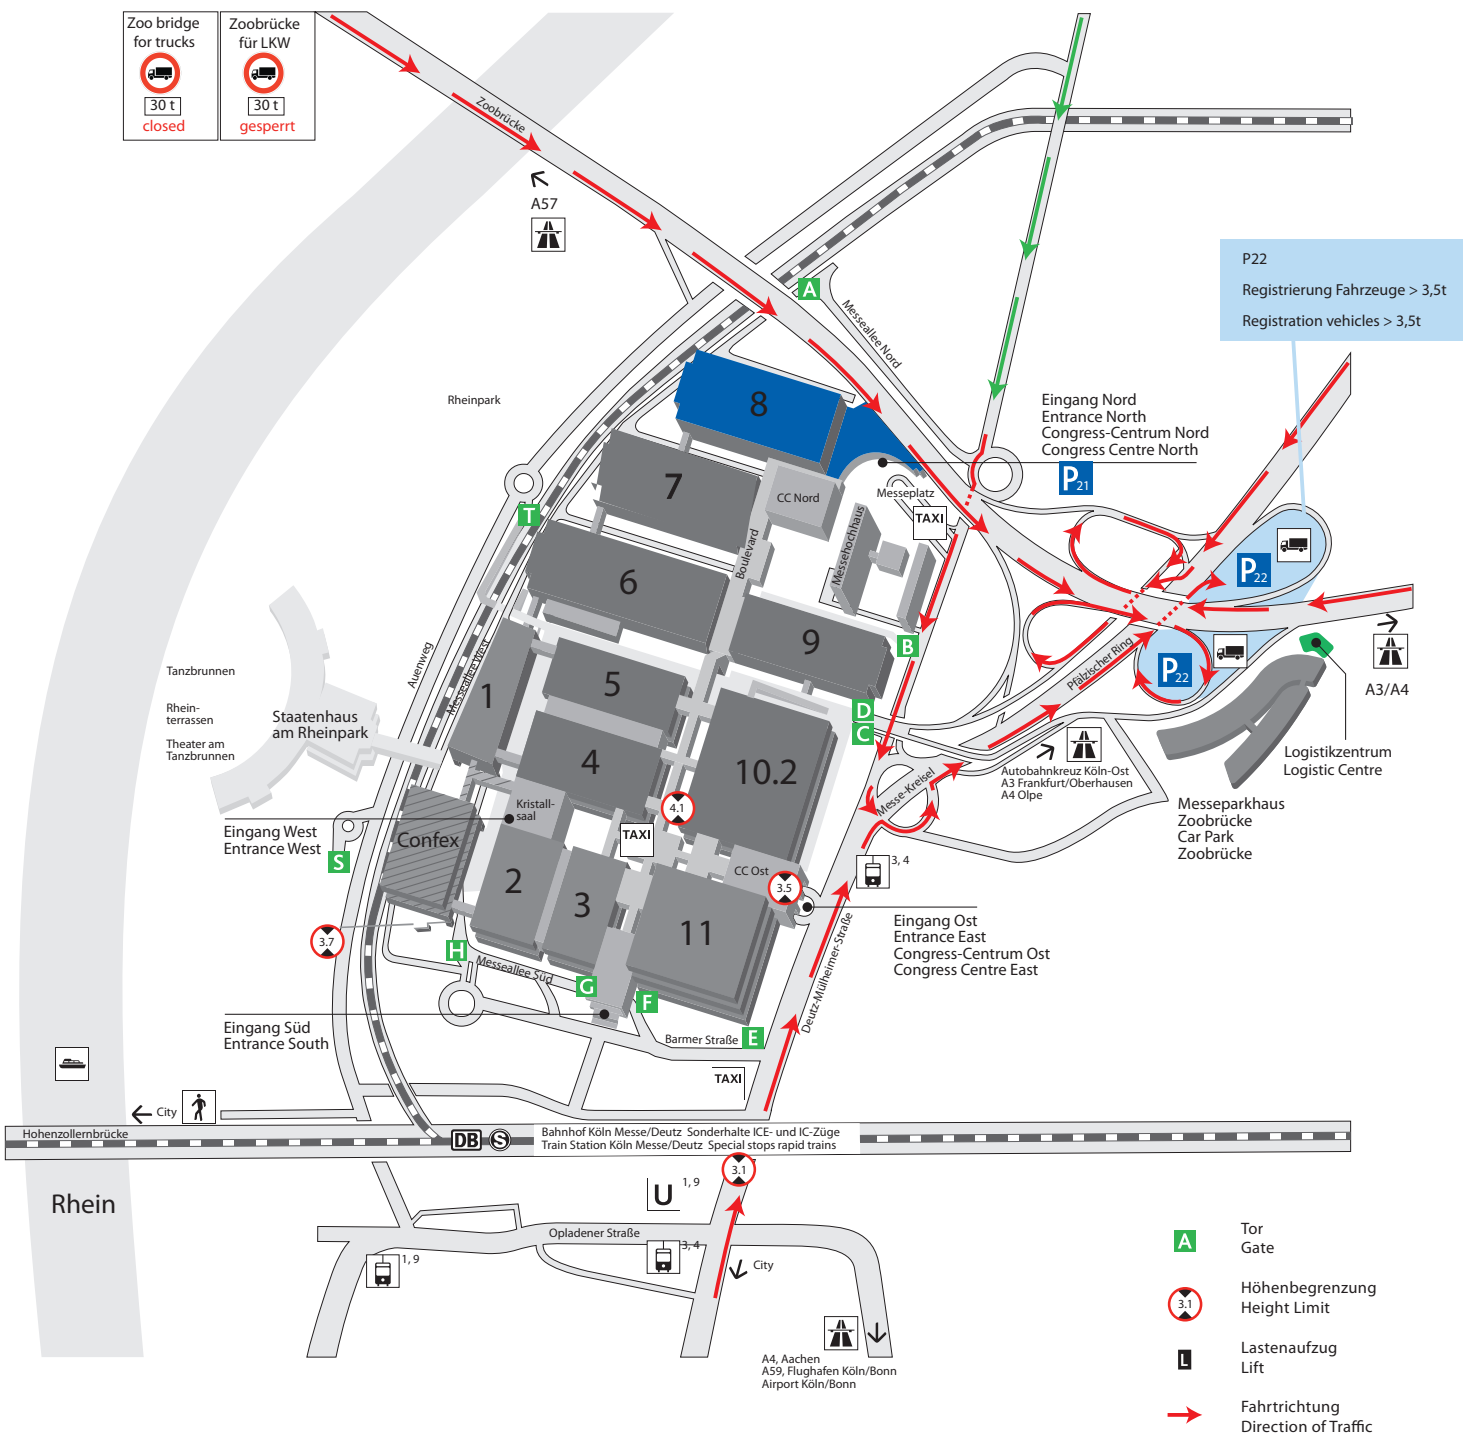 Zoo bridge
for trucks
30 t
closed
Zoobrücke
für LKW
30 t
gesperrt
Zoobrücke
A57
A
Messeallee Nord
P22
Registrierung Fahrzeuge > 3,5t
Registration vehicles > 3,5t
Rheinpark
8
Eingang Nord
Entrance North
Congress-Centrum Nord
Congress Centre North
P21
7
CC Nord
Messeplatz
TAXI
T
Messehochhaus
Boulevard
6
P22
9
B
Auenweg
Messeallee West
Tanzbrunnen
Rhein-
terrassen
Theater am
Tanzbrunnen
Staatenhaus
am Rheinpark
1
5
Pfälzischer Ring
P22
A3/A4
D
C
4
10.2
Autobahnkreuz Köln-Ost
A3 Frankfurt/Oberhausen
A4 Olpe
Logistikzentrum
Logistic Centre
Messe-Kreisel
Messeparkhaus
Zoobrücke
Car Park
Zoobrücke
Kristall-
saal
4.1
TAXI
Eingang West
Entrance West
Confex
S
2
3
CC Ost
3.5
3, 4
11
Eingang Ost
Entrance East
Congress-Centrum Ost
Congress Centre East
3.7
H
Messeallee Süd
G
F
E
Deutz-Mülheimer-Straße
Eingang Süd
Entrance South
Barmer Straße
TAXI
City
Hohenzollernbrücke
DB
S
Bahnhof Köln Messe/Deutz Sonderhalte ICE- und IC-Züge
Train Station Köln Messe/Deutz Special stops rapid trains
3.1
Rhein
U
1, 9
Opladener Straße
1, 9
3, 4
City
A4, Aachen
A59, Flughafen Köln/Bonn
Airport Köln/Bonn
A
Tor
Gate
3.1
Höhenbegrenzung
Height Limit
L
Lastenaufzug
Lift
Fahrtrichtung
Direction of Traffic